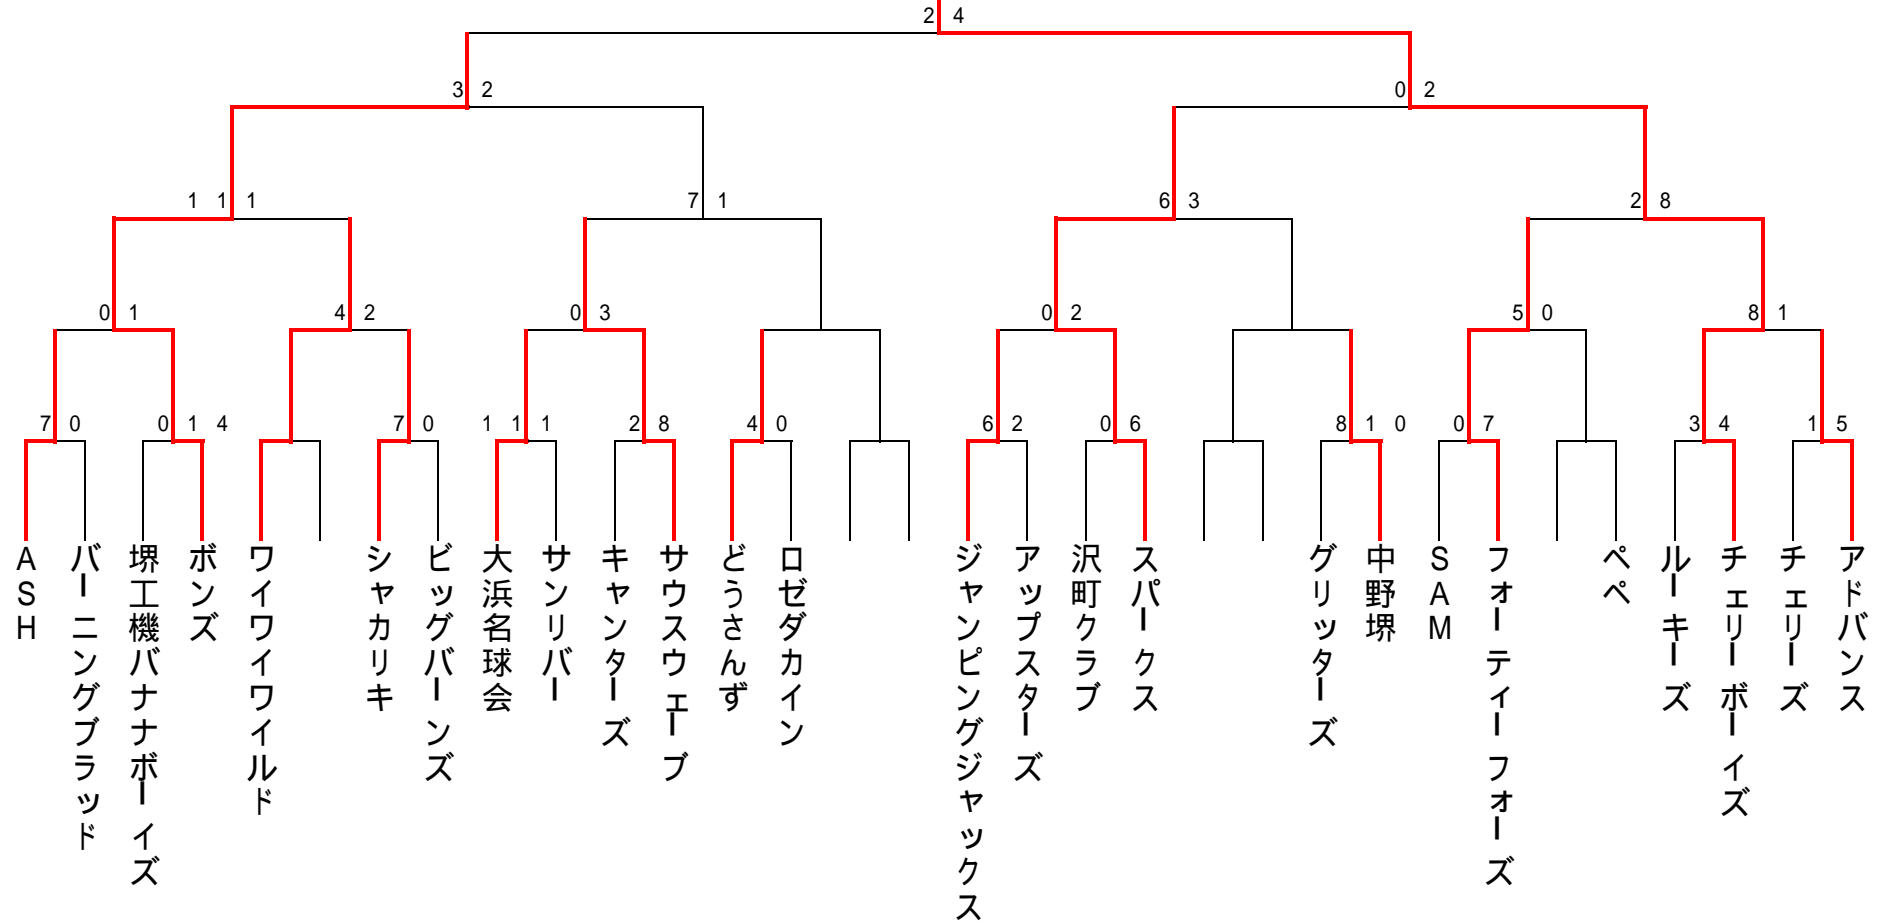 2 4
3 2
0 2
1 1 1
7 1
6 3
2 8
0 1
4 2
0 3
0 2
5 0
8 1
7 0
0 1 4
7 0
1 1 1
2 8
4 0
6 2
0 6
8 1 0
0 7
3 4
1 5
ASH
バーニングブラッド
堺工機バナナボーイズ
ボンズ
ワイワイワイルド
シャカリキ
ビッグバーンズ
大浜名球会
サンリバー
キャンターズ
サウスウェーブ
どうさんず
ロゼダカイン
ジャンピングジャックス
アップスターズ
沢町クラブ
スパークス
グリッターズ
中野堺
SAM
フォーティーフォーズ
ペペ
ルーキーズ
チェリーボーイズ
チェリーズ
アドバンス